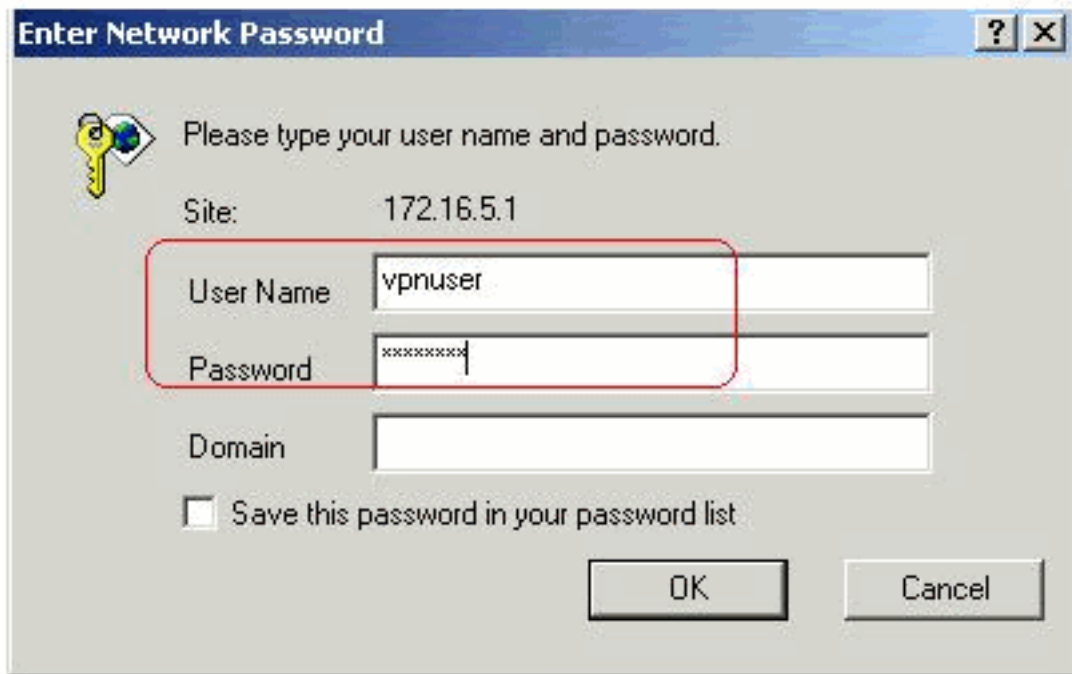 Enter Network Password
Please type your user name and password.
Site: 172.16.5.1
User Name vpnuser
Password xxxxxxxx
Domain
Save this password in your password list
OK Cancel